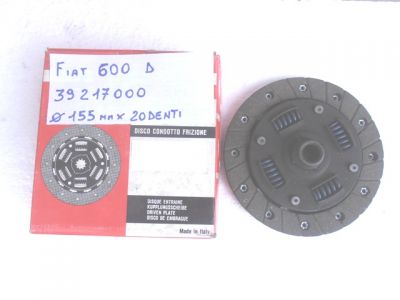 FIAT 600 D
39217000
Ø 155 max 20 DENTI
DISCO CONDOTTO FRIZIONE
DISQUE ENTRAINE
KUPPLUNGSSCHEIBE
DRIVEN PLATE
DISCO DE EMBRAGUE
Made in Italy